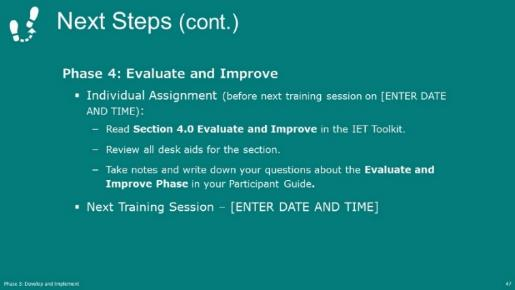 Next Steps (cont.)
Phase 4: Evaluate and Improve
▪ Individual Assignment (before next training session on [ENTER DATE
AND TIME):
– Read Section 4.0 Evaluate and Improve in the IET Toolkit.
– Review all desk aids for the section.
– Take notes and write down your questions about the Evaluate and
Improve Phase in your Participant Guide.
▪ Next Training Session – [ENTER DATE AND TIME]
Phase 3: Develop and Implement
47